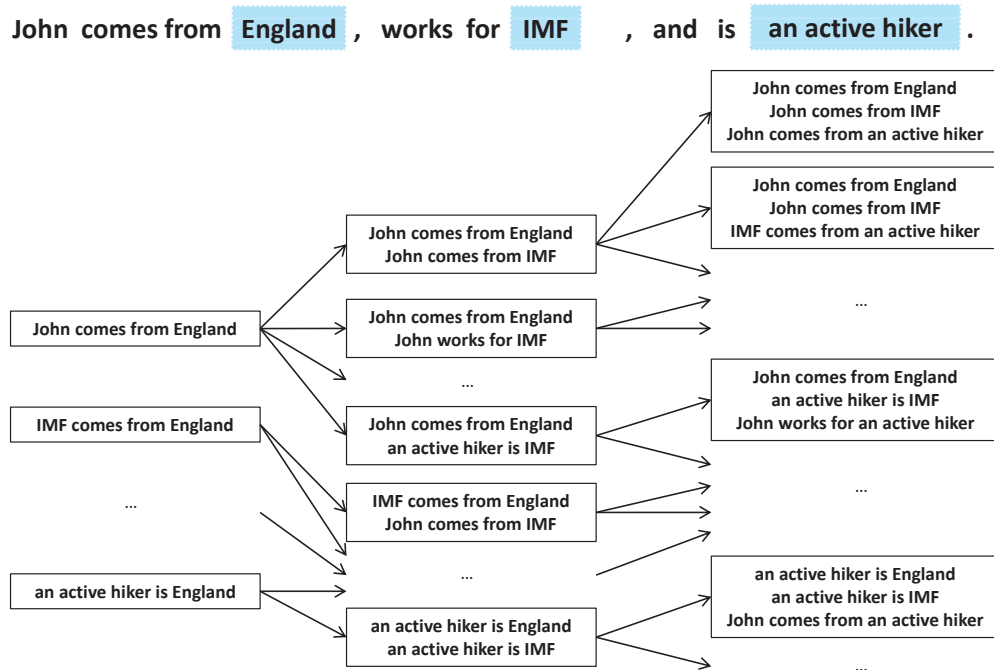 John comes from England , works for IMF , and is an active hiker .
John comes from England
IMF comes from England
...
an active hiker is England
John comes from England
John comes from IMF
John comes from England
John works for IMF
...
John comes from England
an active hiker is IMF
IMF comes from England
John comes from IMF
...
an active hiker is England
an active hiker is IMF
John comes from England
John comes from IMF
John comes from an active hiker
John comes from England
John comes from IMF
IMF comes from an active hiker
...
John comes from England
an active hiker is IMF
John works for an active hiker
...
an active hiker is England
an active hiker is IMF
John comes from an active hiker
...